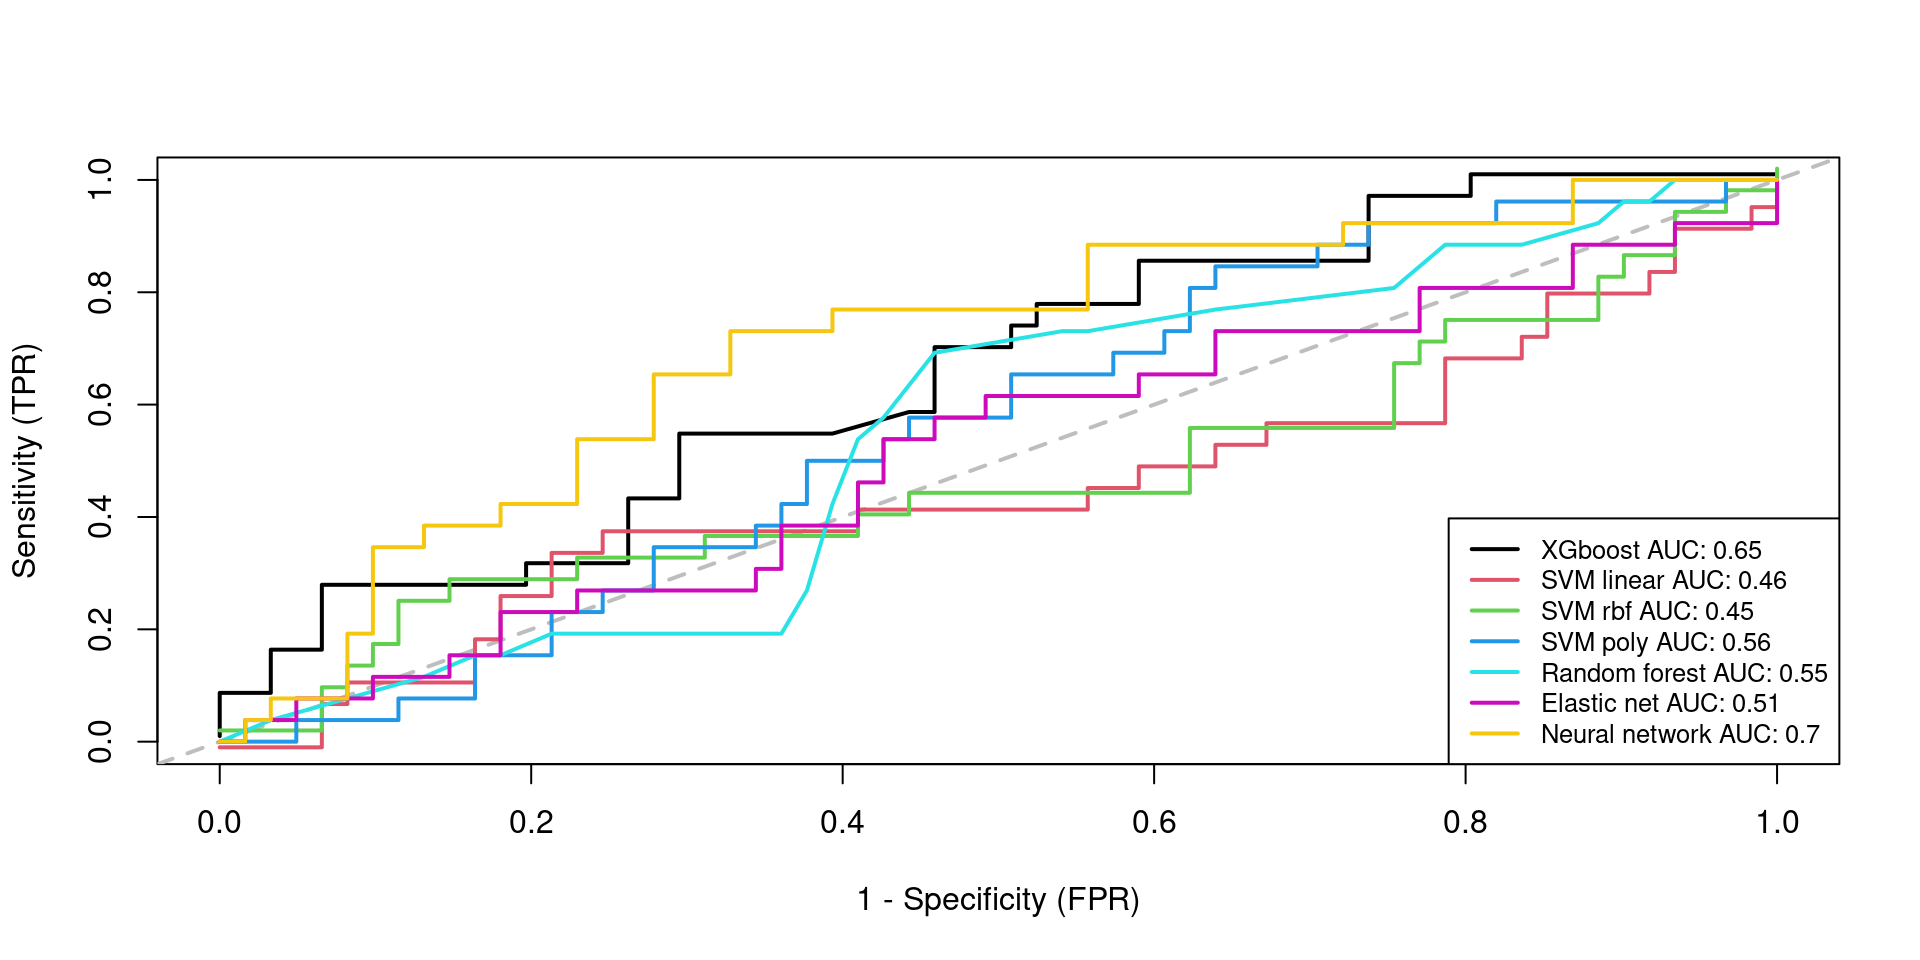 1.0
0.8
0.6
0.4
0.2
0.0
Sensitivity (TPR)
XGboost AUC: 0.65
SVM linear AUC: 0.46
SVM rbf AUC: 0.45
SVM poly AUC: 0.56
Random forest AUC: 0.55
Elastic net AUC: 0.51
Neural network AUC: 0.7
0.0 0.2 0.4 0.6 0.8 1.0
1 - Specificity (FPR)